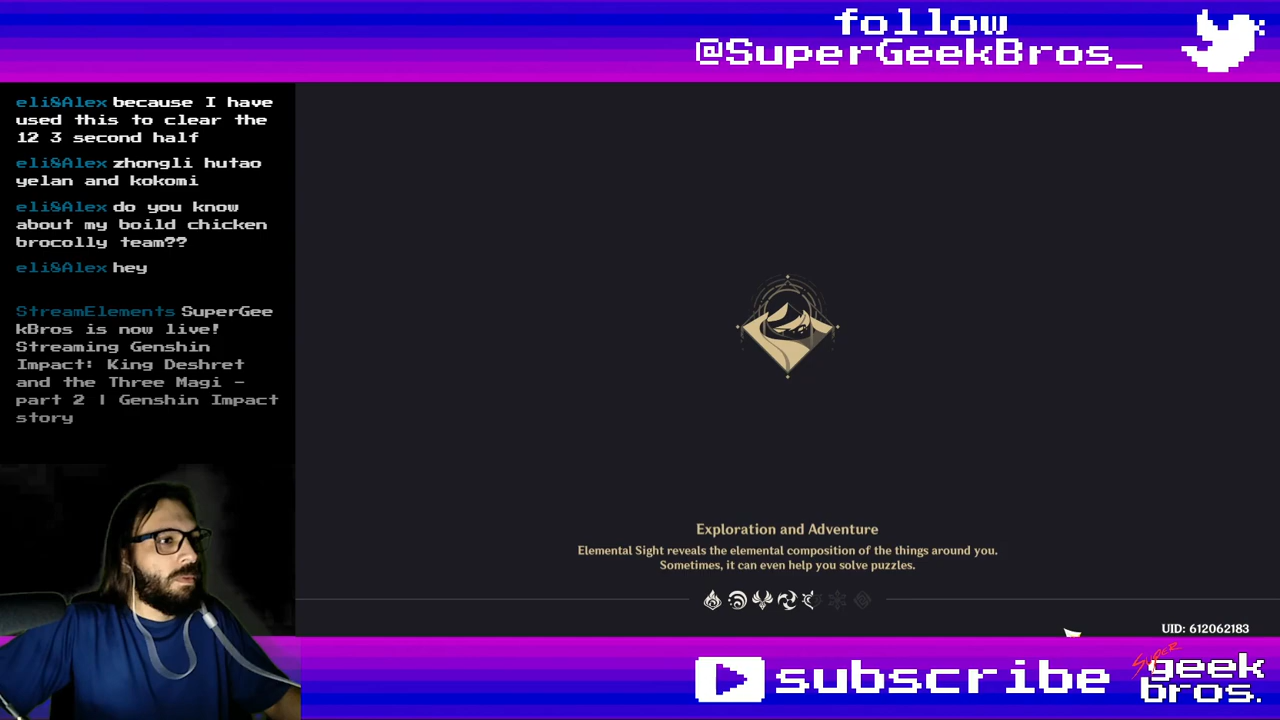 follow
@SuperGeekBros_
eli&Alex because I have
used this to clear the
12 3 second half
eli&Alex zhongli hutao
yelan and kokomi
eli&Alex do you know
about my boild chicken
brocolly team??
eli&Alex hey
StreamElements SuperGee
kBros is now live!
Streaming Genshin
Impact: King Deshret
and the Three Magi -
part 2 | Genshin Impact
story
Exploration and Adventure
Elemental Sight reveals the elemental composition of the things around you.
Sometimes, it can even help you solve puzzles.
UID: 612062183
subscribe
SUPER
geek
bros.